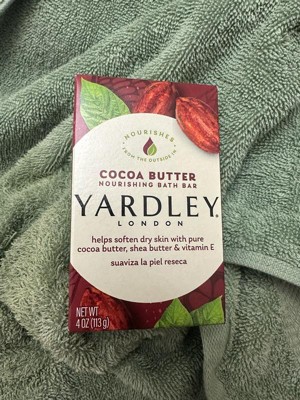 NOURISHES
FROM THE OUTSIDE IN
COCOA BUTTER
NOURISHING BATH BAR
YARDLEY®
LONDON
helps soften dry skin with pure
cocoa butter, shea butter & vitamin E
suaviza la piel reseca
NET WT
4 OZ (113 g)